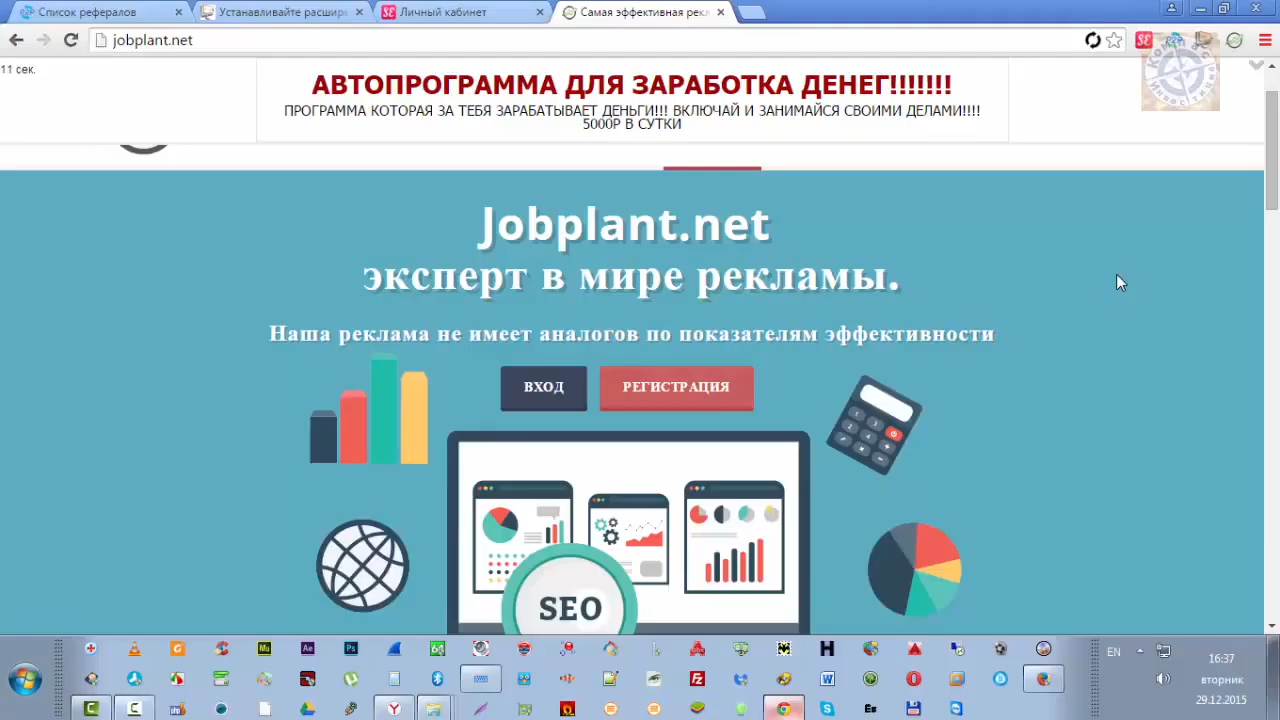 Список рефералов
Устанавливайте расшир
Личный кабинет
Самая эффективная рекл
jobplant.net
11 сек.
АВТОПРОГРАММА ДЛЯ ЗАРАБОТКА ДЕНЕГ!!!!!!!
ПРОГРАММА КОТОРАЯ ЗА ТЕБЯ ЗАРАБАТЫВАЕТ ДЕНЬГИ!!! ВКЛЮЧАЙ И ЗАНИМАЙСЯ СВОИМИ ДЕЛАМИ!!!!
5000Р В СУТКИ
Jobplant.net
эксперт в мире рекламы.
Наша реклама не имеет аналогов по показателям эффективности
ВХОД
РЕГИСТРАЦИЯ
SEO
EN
16:37
вторник
29.12.2015